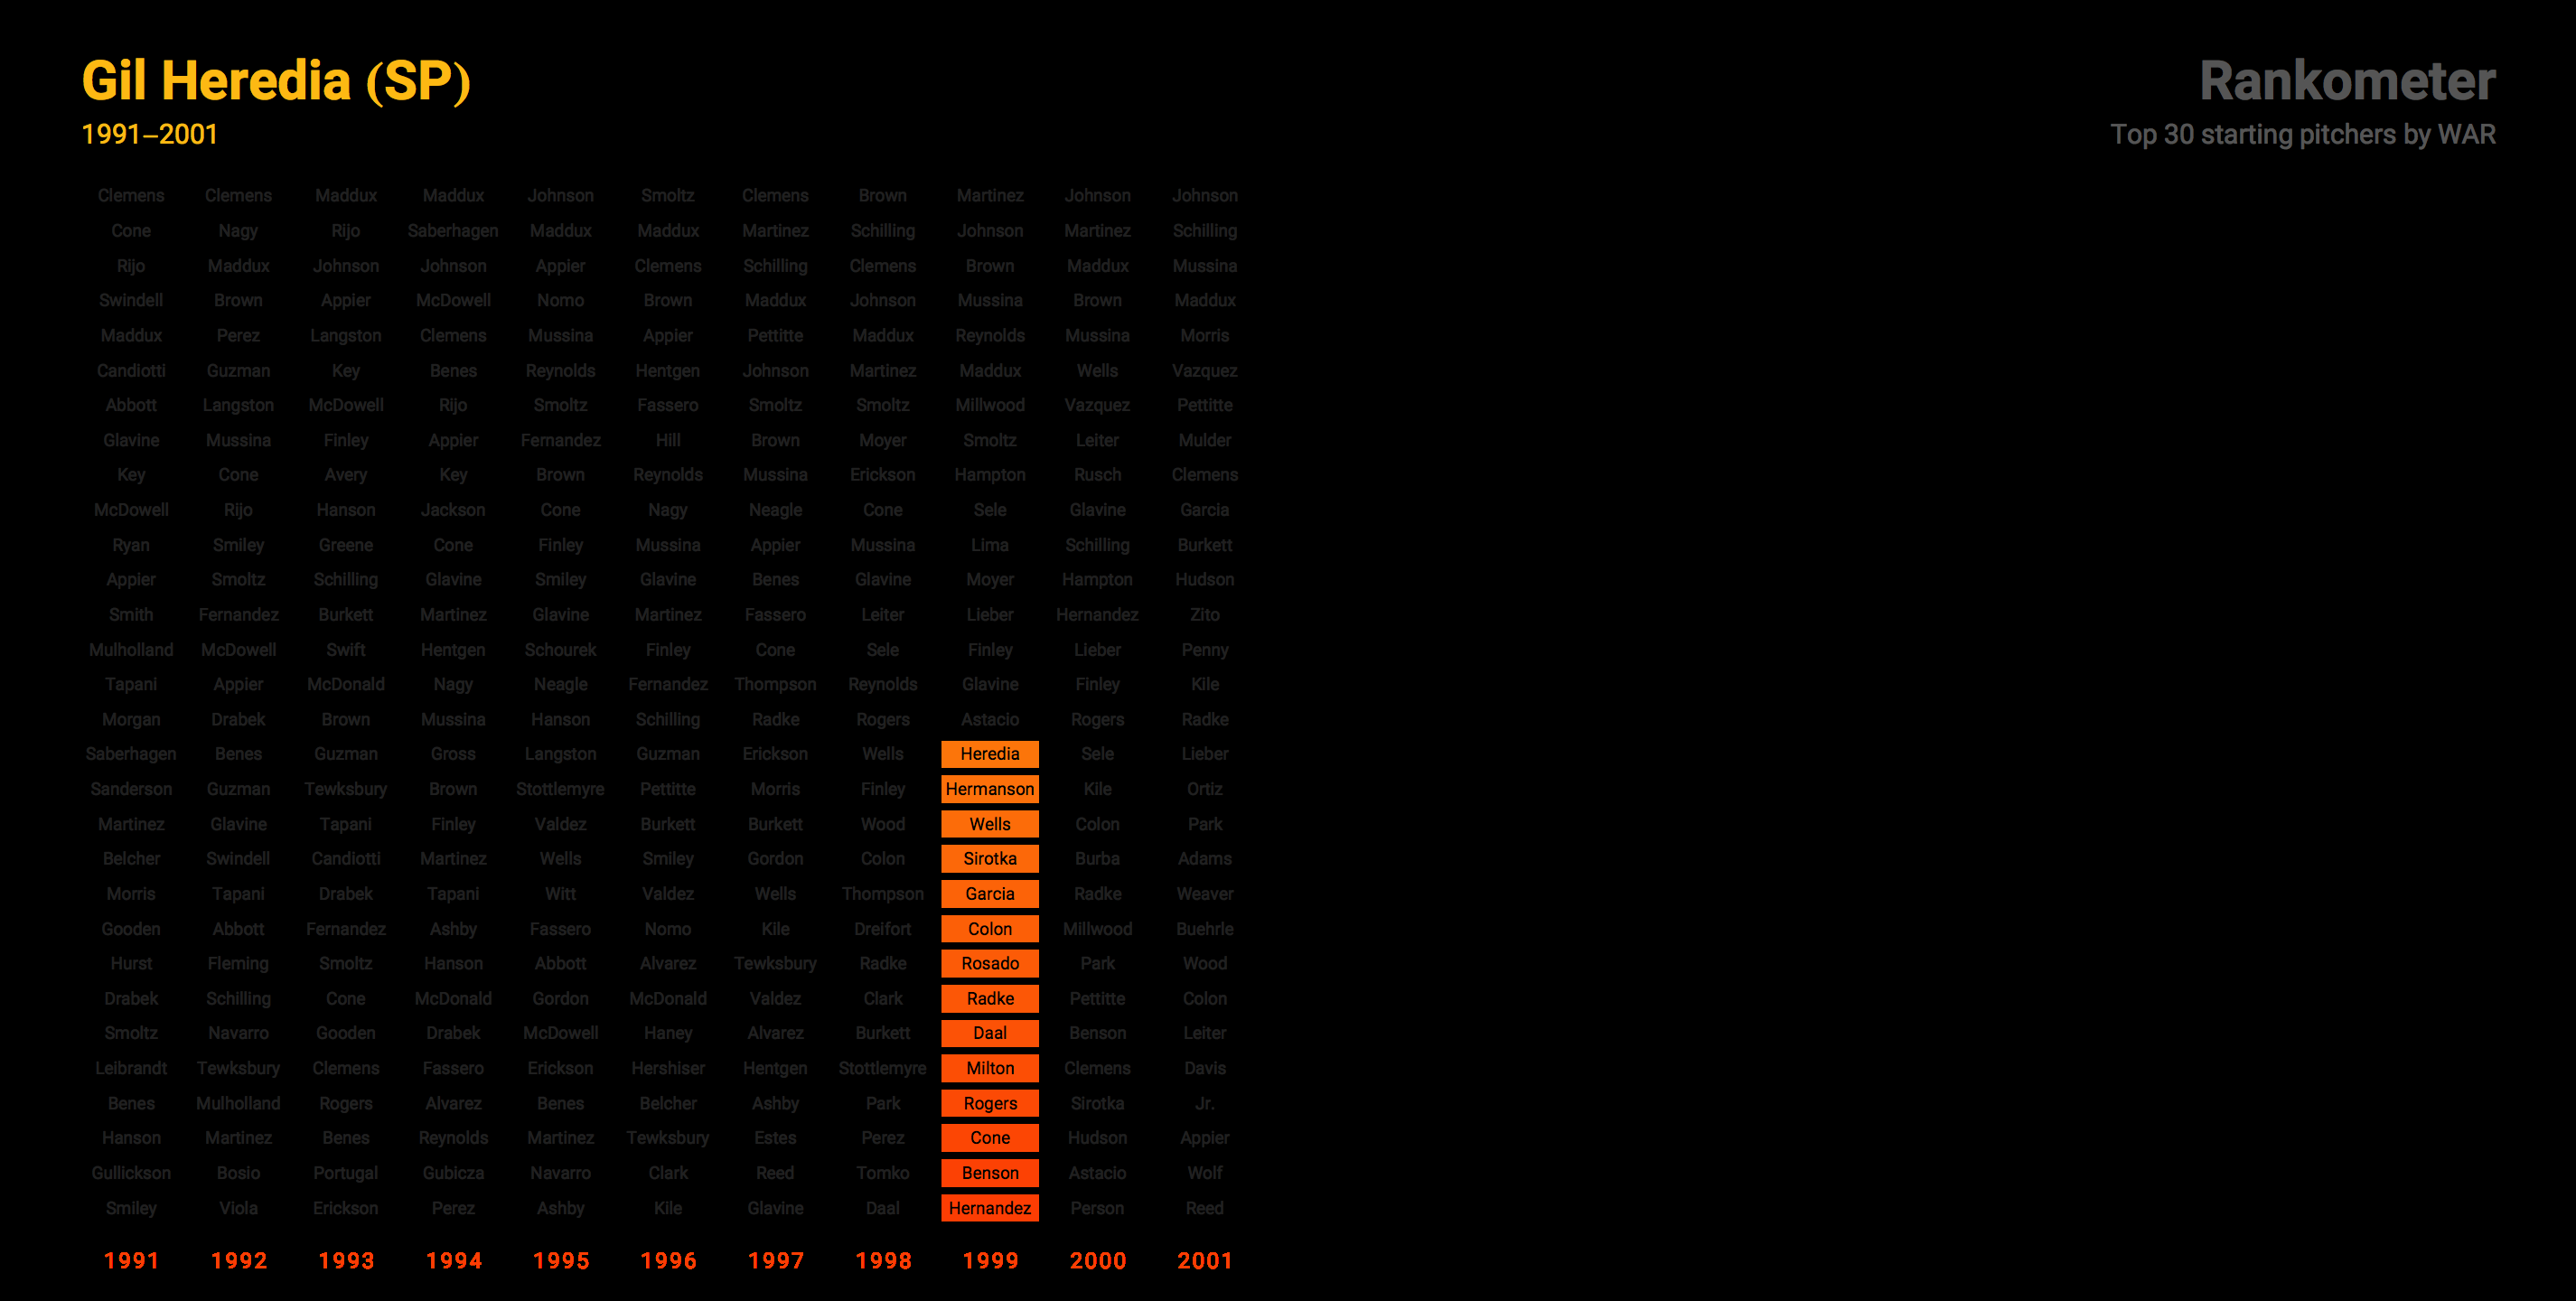 Gil Heredia (SP)
1991–2001
Rankometer
Top 30 starting pitchers by WAR
Clemens Clemens Maddux Maddux Johnson Smoltz Clemens Brown Martinez Johnson Johnson
Cone Nagy Rijo Saberhagen Maddux Maddux Martinez Schilling Johnson Martinez Schilling
Rijo Maddux Johnson Johnson Appier Clemens Schilling Clemens Brown Maddux Mussina
Swindell Brown Appier McDowell Nomo Brown Maddux Johnson Mussina Brown Maddux
Maddux Perez Langston Clemens Mussina Appier Pettitte Maddux Reynolds Mussina Morris
Candiotti Guzman Key Benes Reynolds Hentgen Johnson Martinez Maddux Wells Vazquez
Abbott Langston McDowell Rijo Smoltz Fassero Smoltz Smoltz Millwood Vazquez Pettitte
Glavine Mussina Finley Appier Fernandez Hill Brown Moyer Smoltz Leiter Mulder
Key Cone Avery Key Brown Reynolds Mussina Erickson Hampton Rusch Clemens
McDowell Rijo Hanson Jackson Cone Nagy Neagle Cone Sele Glavine Garcia
Ryan Smiley Greene Cone Finley Mussina Appier Mussina Lima Schilling Burkett
Appier Smoltz Schilling Glavine Smiley Glavine Benes Glavine Moyer Hampton Hudson
Smith Fernandez Burkett Martinez Glavine Martinez Fassero Leiter Lieber Hernandez Zito
Mulholland McDowell Swift Hentgen Schourek Finley Cone Sele Finley Lieber Penny
Tapani Appier McDonald Nagy Neagle Fernandez Thompson Reynolds Glavine Finley Kile
Morgan Drabek Brown Mussina Hanson Schilling Radke Rogers Astacio Rogers Radke
Saberhagen Benes Guzman Gross Langston Guzman Erickson Wells Heredia Sele Lieber
Sanderson Guzman Tewksbury Brown Stottlemyre Pettitte Morris Finley Hermanson Kile Ortiz
Martinez Glavine Tapani Finley Valdez Burkett Burkett Wood Wells Colon Park
Belcher Swindell Candiotti Martinez Wells Smiley Gordon Colon Sirotka Burba Adams
Morris Tapani Drabek Tapani Witt Valdez Wells Thompson Garcia Radke Weaver
Gooden Abbott Fernandez Ashby Fassero Nomo Kile Dreifort Colon Millwood Buehrle
Hurst Fleming Smoltz Hanson Abbott Alvarez Tewksbury Radke Rosado Park Wood
Drabek Schilling Cone McDonald Gordon McDonald Valdez Clark Radke Pettitte Colon
Smoltz Navarro Gooden Drabek McDowell Haney Alvarez Burkett Daal Benson Leiter
Leibrandt Tewksbury Clemens Fassero Erickson Hershiser Hentgen Stottlemyre Milton Clemens Davis
Benes Mulholland Rogers Alvarez Benes Belcher Ashby Park Rogers Sirotka Jr.
Hanson Martinez Benes Reynolds Martinez Tewksbury Estes Perez Cone Hudson Appier
Gullickson Bosio Portugal Gubicza Navarro Clark Reed Tomko Benson Astacio Wolf
Smiley Viola Erickson Perez Ashby Kile Glavine Daal Hernandez Person Reed
1991 1992 1993 1994 1995 1996 1997 1998 1999 2000 2001